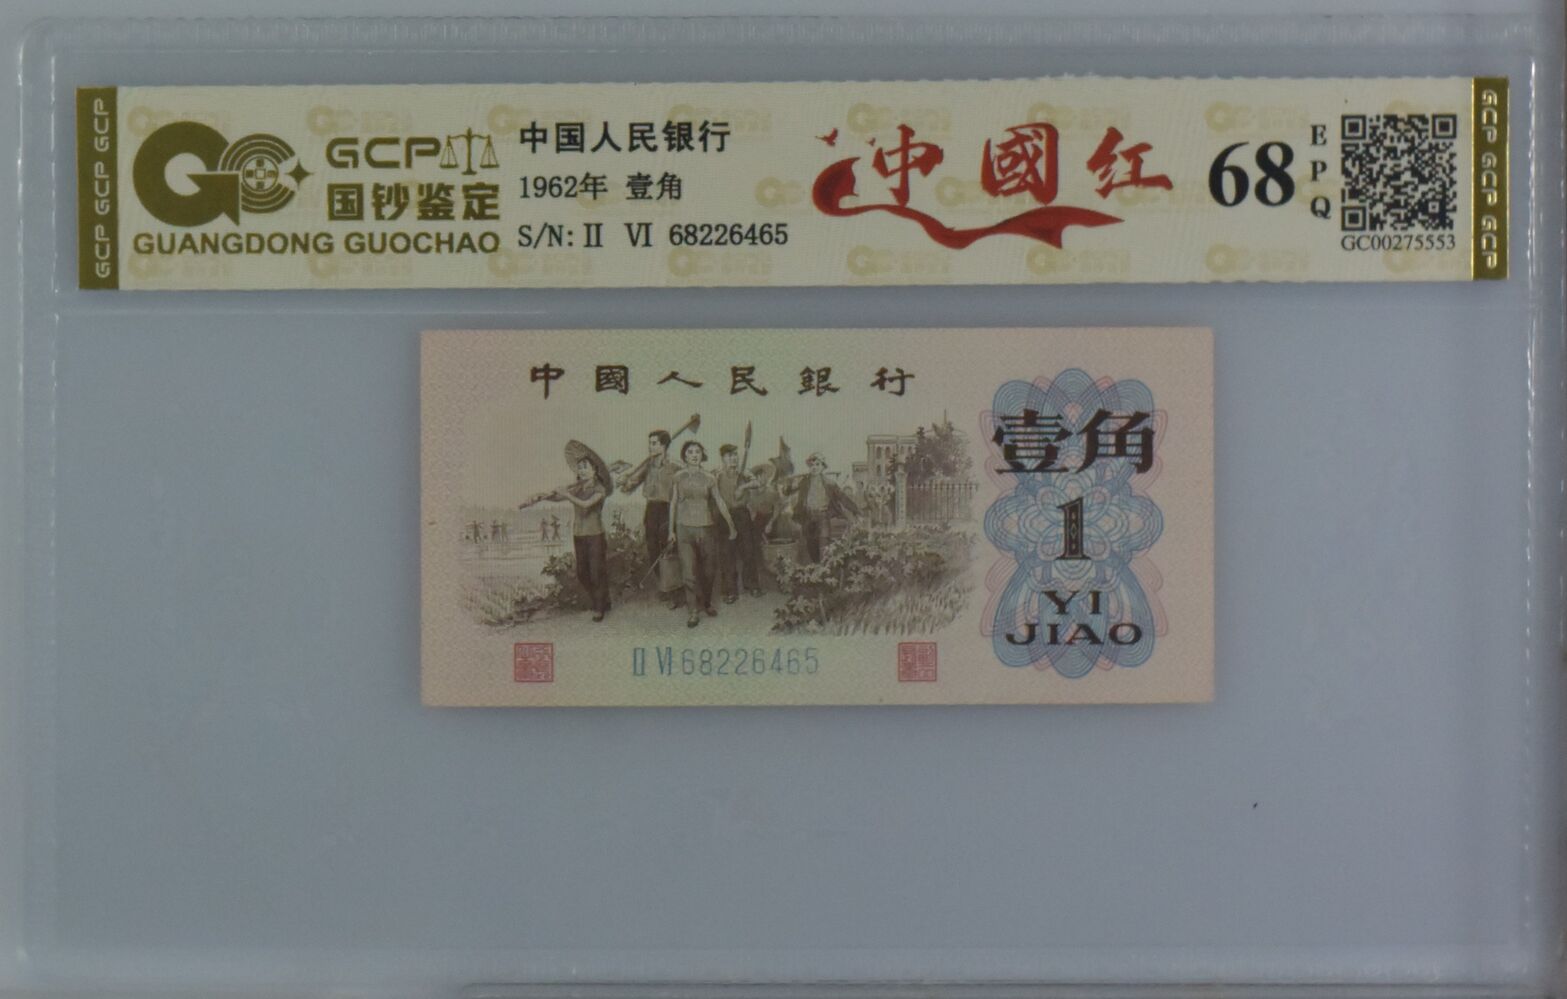 GCP GCP GCP
GCP
国钞鉴定
GUANGDONG GUOCHAO
中国人民银行
1962年 壹角
S/N: II VI 68226465
中國红
68
EPQ
GC00275553
GCP GCP GCP
中國人民銀行
壹角
1
YI
JIAO
II VI 68226465